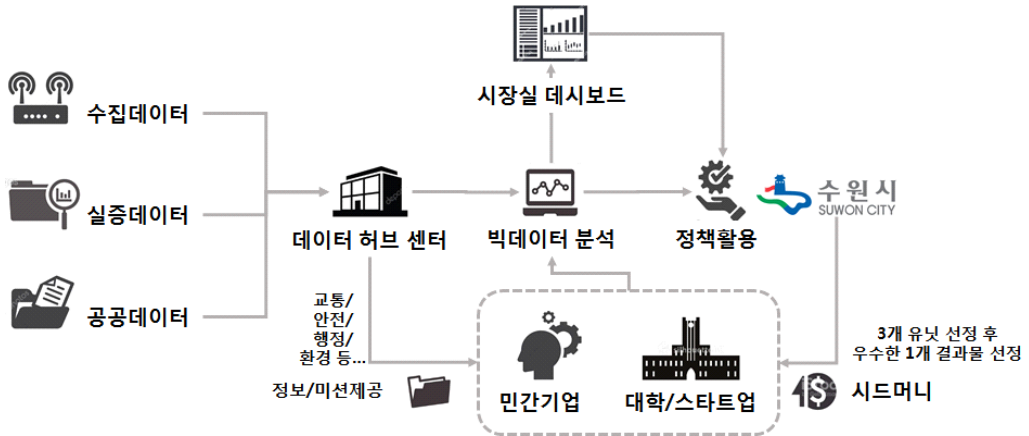 시장실 데시보드
수집데이터
실증데이터
공공데이터
데이터 허브 센터
빅데이터 분석
정책활용
수원시
SUWON CITY
교통/
안전/
행정/
환경 등...
정보/미션제공
민간기업
대학/스타트업
3개 유닛 선정 후
우수한 1개 결과물 선정
시드머니